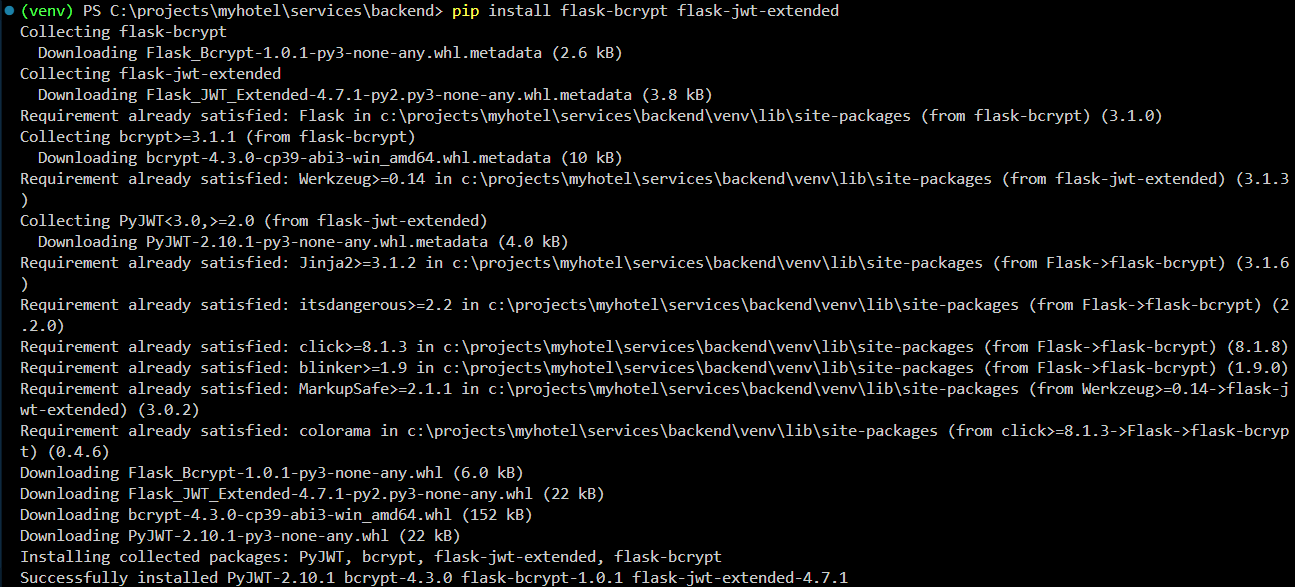 (venv) PS C:\projects\myhotel\services\backend> pip install flask-bcrypt flask-jwt-extended
Collecting flask-bcrypt
  Downloading Flask_Bcrypt-1.0.1-py3-none-any.whl.metadata (2.6 kB)
Collecting flask-jwt-extended
  Downloading Flask_JWT_Extended-4.7.1-py2.py3-none-any.whl.metadata (3.8 kB)
Requirement already satisfied: Flask in c:\projects\myhotel\services\backend\venv\lib\site-packages (from flask-bcrypt) (3.1.0)
Collecting bcrypt>=3.1.1 (from flask-bcrypt)
  Downloading bcrypt-4.3.0-cp39-abi3-win_amd64.whl.metadata (10 kB)
Requirement already satisfied: Werkzeug>=0.14 in c:\projects\myhotel\services\backend\venv\lib\site-packages (from flask-jwt-extended) (3.1.3
)
Collecting PyJWT<3.0,>=2.0 (from flask-jwt-extended)
  Downloading PyJWT-2.10.1-py3-none-any.whl.metadata (4.0 kB)
Requirement already satisfied: Jinja2>=3.1.2 in c:\projects\myhotel\services\backend\venv\lib\site-packages (from Flask->flask-bcrypt) (3.1.6
)
Requirement already satisfied: itsdangerous>=2.2 in c:\projects\myhotel\services\backend\venv\lib\site-packages (from Flask->flask-bcrypt) (2
.2.0)
Requirement already satisfied: click>=8.1.3 in c:\projects\myhotel\services\backend\venv\lib\site-packages (from Flask->flask-bcrypt) (8.1.8)
Requirement already satisfied: blinker>=1.9 in c:\projects\myhotel\services\backend\venv\lib\site-packages (from Flask->flask-bcrypt) (1.9.0)
Requirement already satisfied: MarkupSafe>=2.1.1 in c:\projects\myhotel\services\backend\venv\lib\site-packages (from Werkzeug>=0.14->flask-j
wt-extended) (3.0.2)
Requirement already satisfied: colorama in c:\projects\myhotel\services\backend\venv\lib\site-packages (from click>=8.1.3->Flask->flask-bcryp
t) (0.4.6)
Downloading Flask_Bcrypt-1.0.1-py3-none-any.whl (6.0 kB)
Downloading Flask_JWT_Extended-4.7.1-py2.py3-none-any.whl (22 kB)
Downloading bcrypt-4.3.0-cp39-abi3-win_amd64.whl (152 kB)
Downloading PyJWT-2.10.1-py3-none-any.whl (22 kB)
Installing collected packages: PyJWT, bcrypt, flask-jwt-extended, flask-bcrypt
Successfully installed PyJWT-2.10.1 bcrypt-4.3.0 flask-bcrypt-1.0.1 flask-jwt-extended-4.7.1